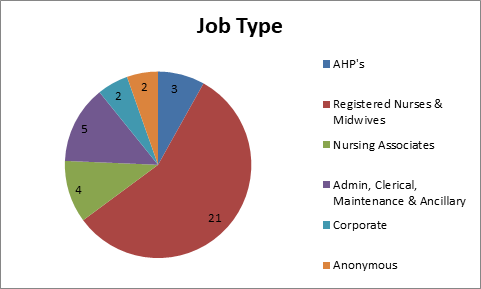 Job Type
3
21
4
5
2
2
AHP's
Registered Nurses &
Midwives
Nursing Associates
Admin, Clerical,
Maintenance & Ancillary
Corporate
Anonymous